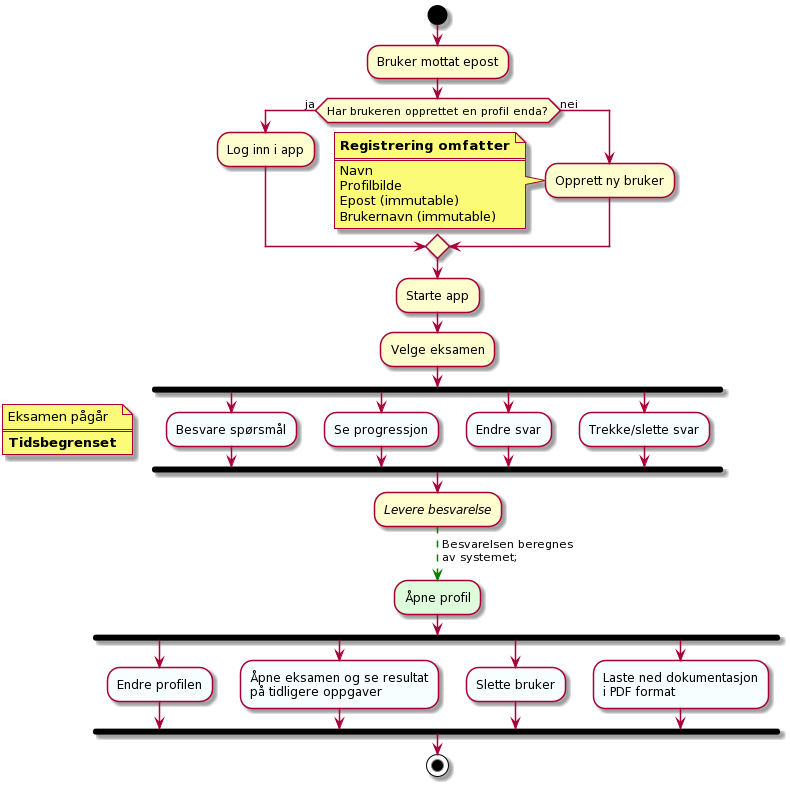 Bruker mottat epost
Har brukeren opprettet en profil enda?
ja
nei
Log inn i app
Registrering omfatter
Navn
Profilbilde
Epost (immutable)
Brukernavn (immutable)
Opprett ny bruker
Starte app
Velge eksamen
Eksamen pågår
Tidsbegrenset
Besvare spørsmål
Se progressjon
Endre svar
Trekke/slette svar
Levere besvarelse
Besvarelsen beregnes
av systemet;
Åpne profil
Endre profilen
Åpne eksamen og se resultat
på tidligere oppgaver
Slette bruker
Laste ned dokumentasjon
i PDF format